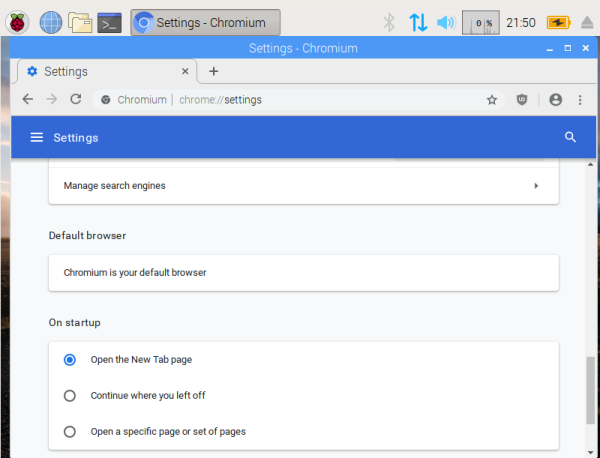 Settings - Chromium
0 %
21:50
Settings - Chromium
Settings
Chromium | chrome://settings
Settings
Manage search engines
Default browser
Chromium is your default browser
On startup
Open the New Tab page
Continue where you left off
Open a specific page or set of pages